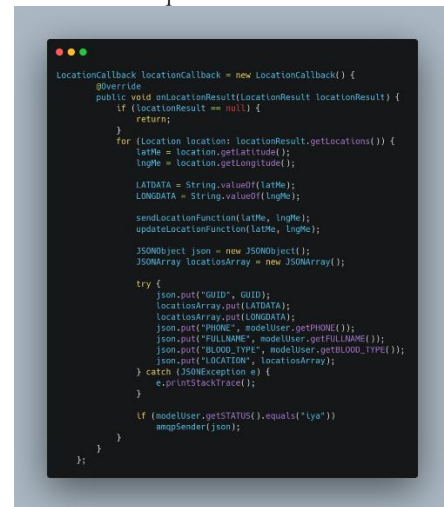 LocationCallback locationCallback = new LocationCallback() {
@Override
public void onLocationResult(LocationResult locationResult) {
if (locationResult == null) {
return;
}
for (Location location: locationResult.getLocations()) {
latMe = location.getLatitude();
lngMe = location.getLongitude();
LATDATA = String.valueOf(latMe);
LONGDATA = String.valueOf(lngMe);
sendLocationFunction(latMe, lngMe);
updateLocationFunction(latMe, lngMe);
JSONObject json = new JSONObject();
JSONArray locatiosArray = new JSONArray();
try {
json.put("GUID", GUID);
locatiosArray.put(LATDATA);
locatiosArray.put(LONGDATA);
json.put("PHONE", modelUser.getPHONE());
json.put("FULLNAME", modelUser.getFULLNAME());
json.put("BLOOD_TYPE", modelUser.getBLOOD_TYPE());
json.put("LOCATION", locatiosArray);
} catch (JSONException e) {
e.printStackTrace();
}
if (modelUser.getSTATUS().equals("iya"))
amqpSender(json);
}
}
};